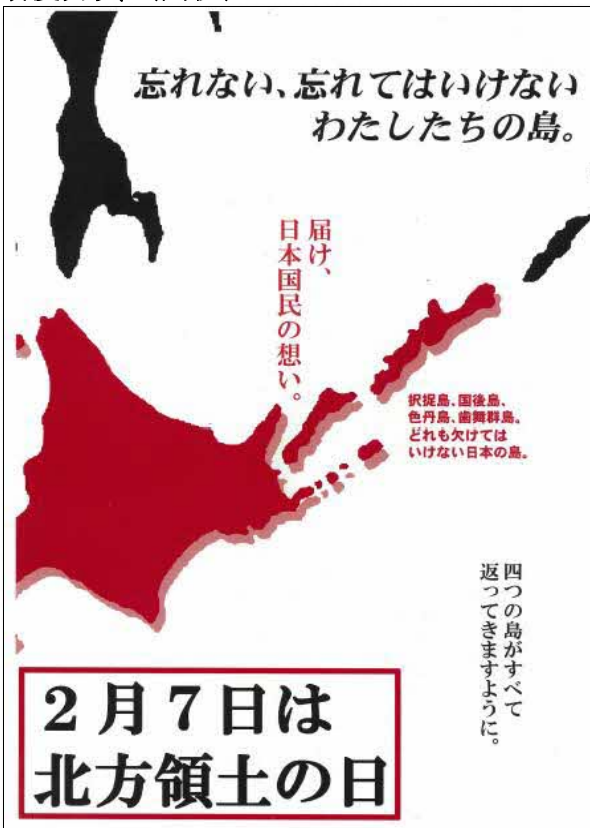 忘れない、忘れてはいけない
わたしたちの島。
届け、
日本国民の想い。
択捉島、国後島、
色丹島、歯舞群島。
どれも欠けては
いけない日本の島。
四つの島がすべて
返ってきますように。
2月7日は
北方領土の日